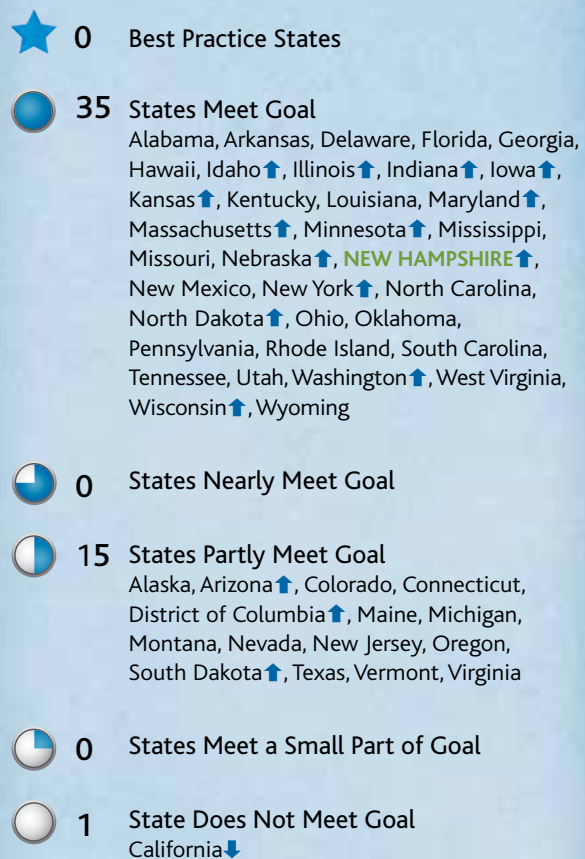 0 Best Practice States
35 States Meet Goal
Alabama, Arkansas, Delaware, Florida, Georgia,
Hawaii, Idaho⬆, Illinois⬆, Indiana⬆, Iowa⬆,
Kansas⬆, Kentucky, Louisiana, Maryland⬆,
Massachusetts⬆, Minnesota⬆, Mississippi,
Missouri, Nebraska⬆, NEW HAMPSHIRE⬆,
New Mexico, New York⬆, North Carolina,
North Dakota⬆, Ohio, Oklahoma,
Pennsylvania, Rhode Island, South Carolina,
Tennessee, Utah, Washington⬆, West Virginia,
Wisconsin⬆, Wyoming
0 States Nearly Meet Goal
15 States Partly Meet Goal
Alaska, Arizona⬆, Colorado, Connecticut,
District of Columbia⬆, Maine, Michigan,
Montana, Nevada, New Jersey, Oregon,
South Dakota⬆, Texas, Vermont, Virginia
0 States Meet a Small Part of Goal
1 State Does Not Meet Goal
California⬇